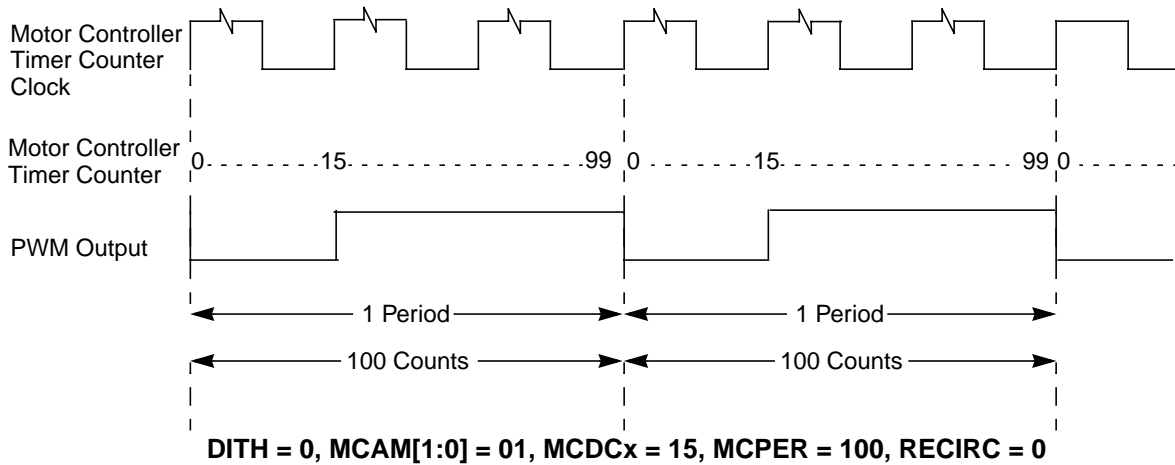 Motor Controller
Timer Counter
Clock
Motor Controller
Timer Counter
0 15 99 0 15 99 0
PWM Output
1 Period 1 Period
100 Counts 100 Counts
DITH = 0, MCAM[1:0] = 01, MCDCx = 15, MCPER = 100, RECIRC = 0